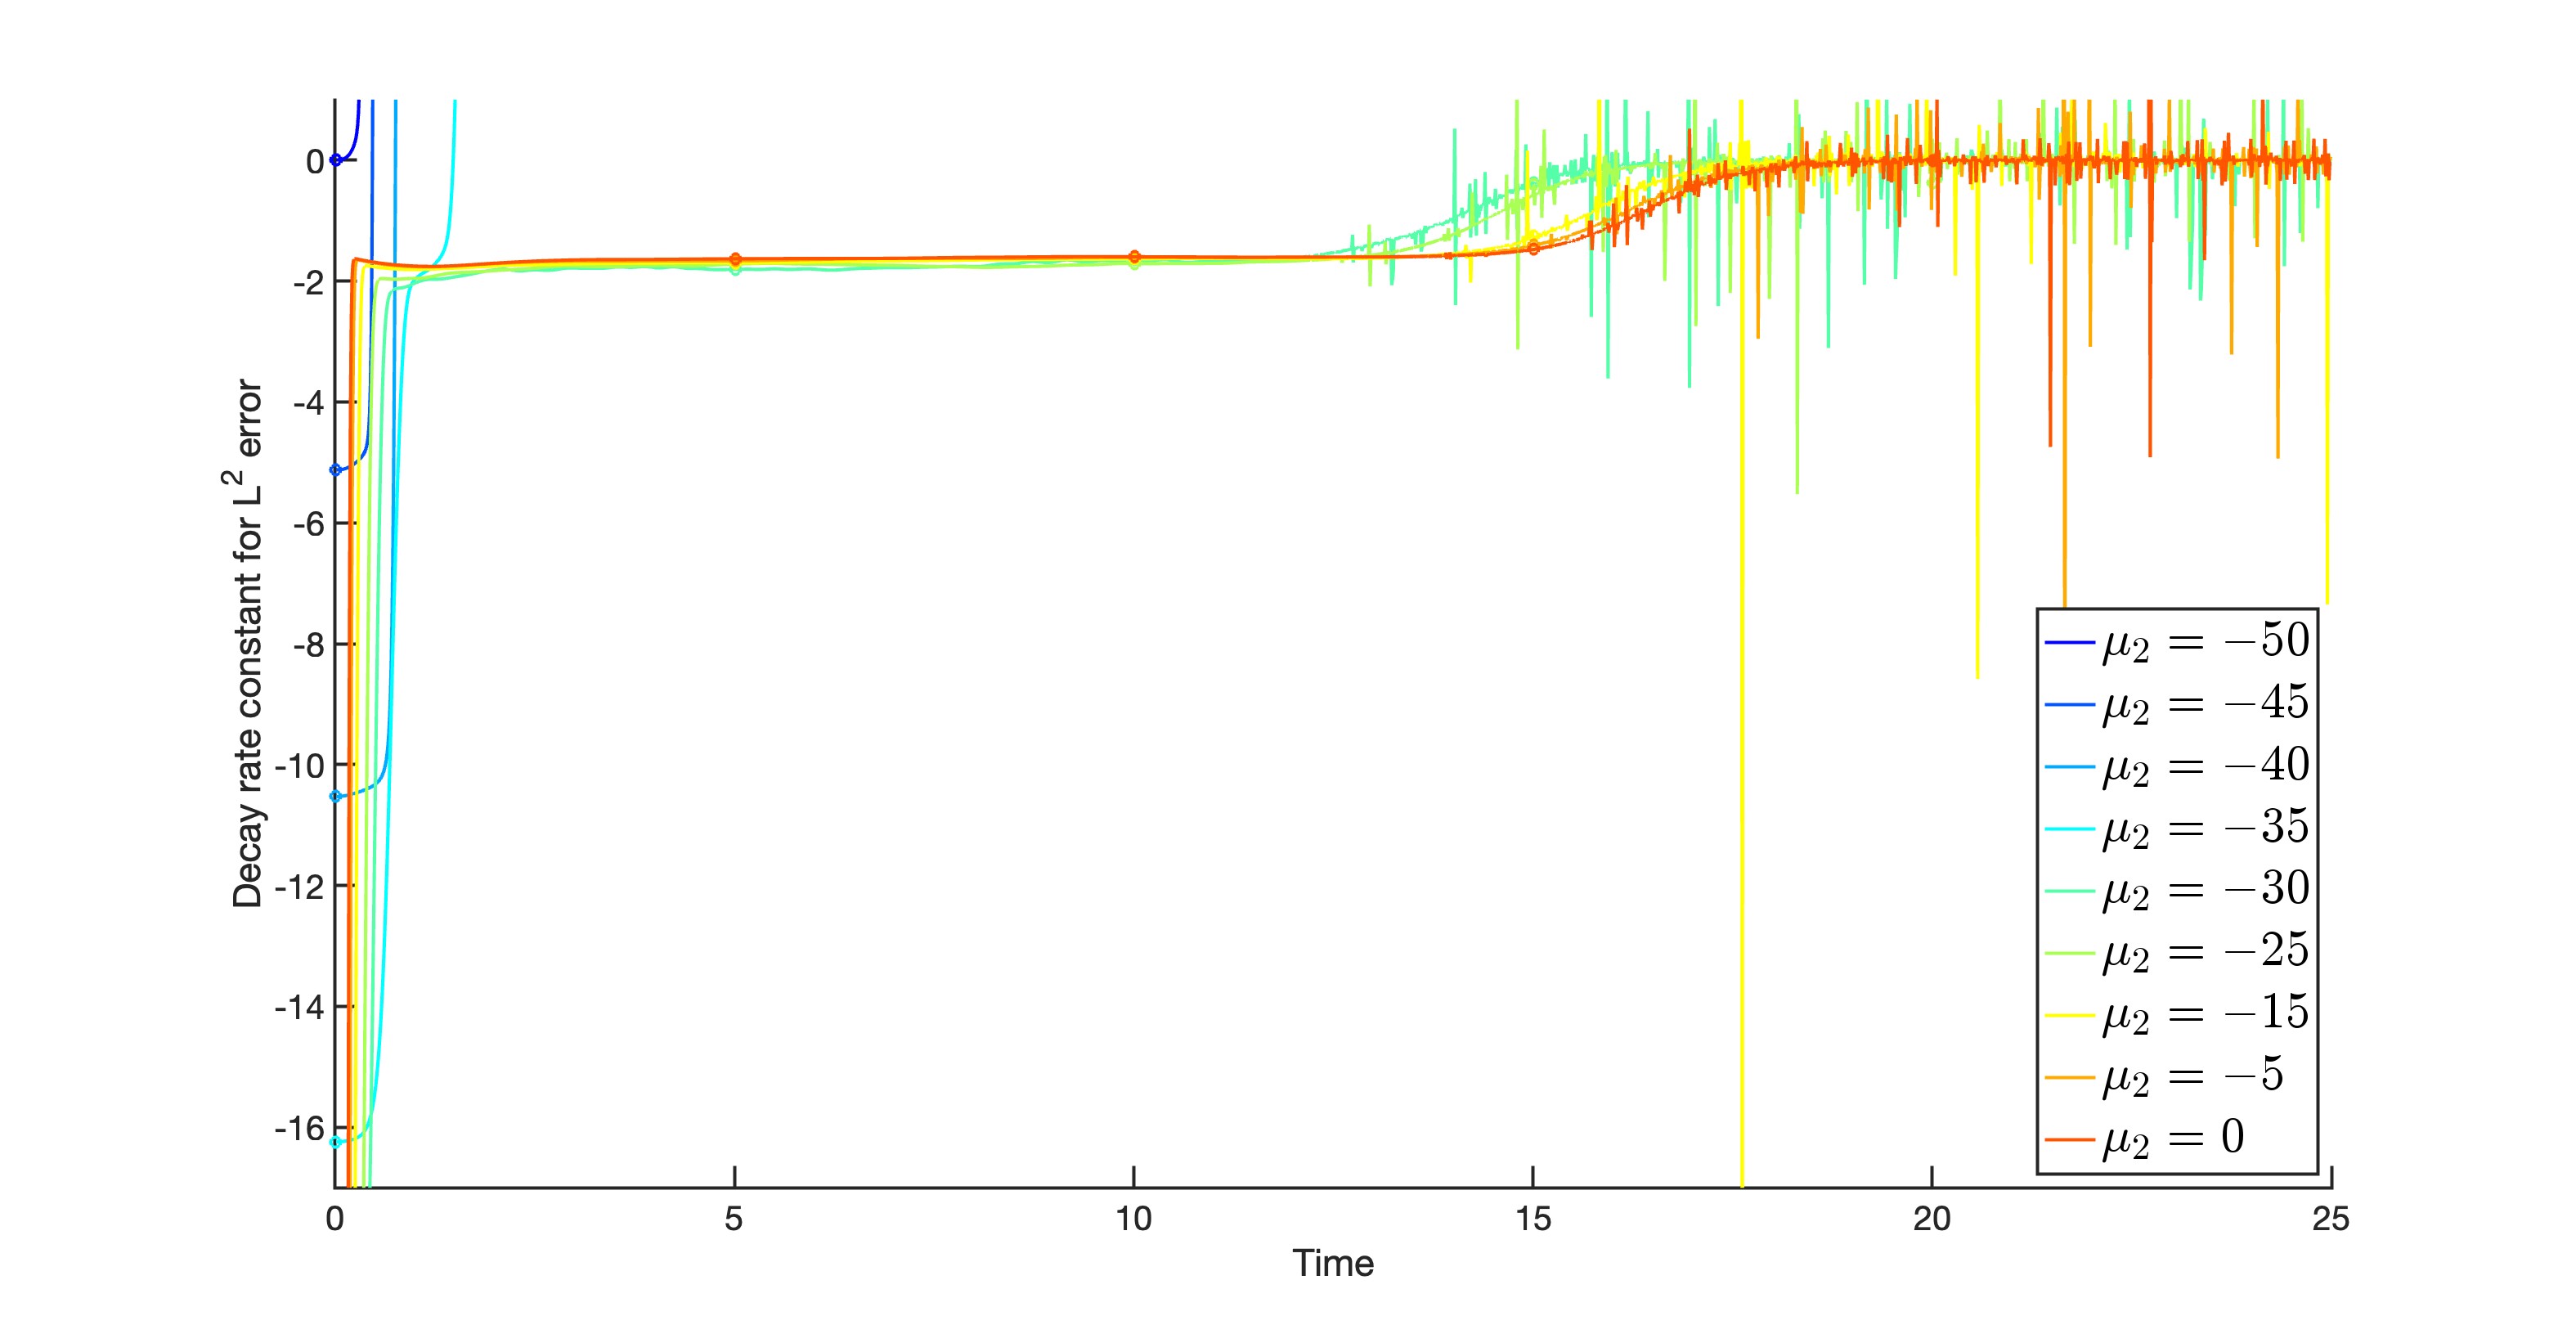 Decay rate constant for L² error
0
-2
-4
-6
-8
-10
-12
-14
-16
0 5 10 15 20 25
Time
μ₂ = −50
μ₂ = −45
μ₂ = −40
μ₂ = −35
μ₂ = −30
μ₂ = −25
μ₂ = −15
μ₂ = −5
μ₂ = 0